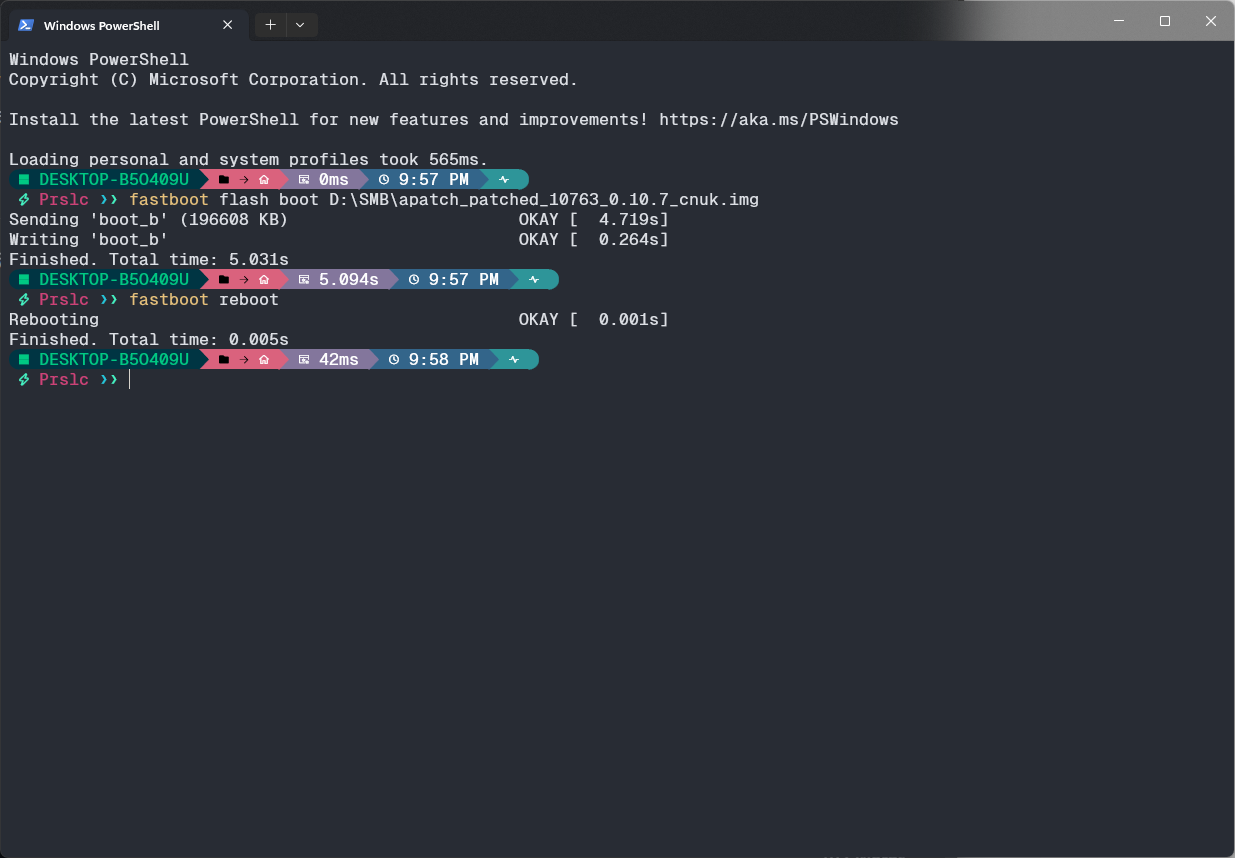 Windows PowerShell
Windows PowerShell
Copyright (C) Microsoft Corporation. All rights reserved.
Install the latest PowerShell for new features and improvements! https://aka.ms/PSWindows
Loading personal and system profiles took 565ms.
DESKTOP-B5O409U → 0ms 9:57 PM
Prslc ❯❯ fastboot flash boot D:\SMB\apatch_patched_10763_0.10.7_cnuk.img
Sending 'boot_b' (196608 KB) OKAY [ 4.719s]
Writing 'boot_b' OKAY [ 0.264s]
Finished. Total time: 5.031s
DESKTOP-B5O409U → 5.094s 9:57 PM
Prslc ❯❯ fastboot reboot
Rebooting OKAY [ 0.001s]
Finished. Total time: 0.005s
DESKTOP-B5O409U → 42ms 9:58 PM
Prslc ❯❯